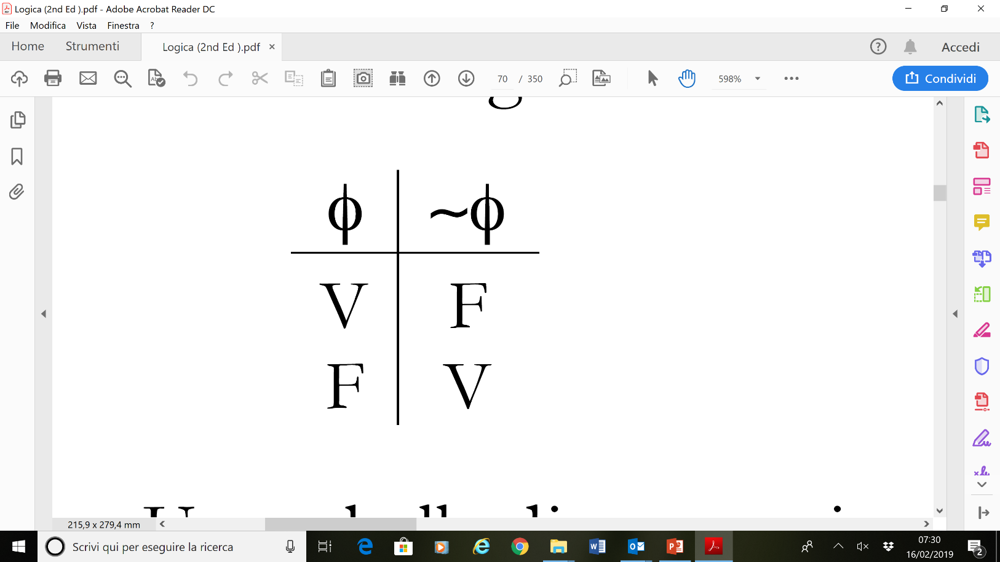 Logica (2nd Ed ).pdf - Adobe Acrobat Reader DC
File Modifica Vista Finestra ?
Home Strumenti Logica (2nd Ed ).pdf × Accedi
70 / 350 598% Condividi
ϕ ~ϕ
V F
F V
215,9 x 279,4 mm
Scrivi qui per eseguire la ricerca
07:30
16/02/2019
2